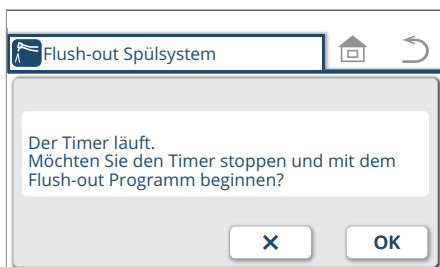 Flush-out Spülsystem
Der Timer läuft.
Möchten Sie den Timer stoppen und mit dem
Flush-out Programm beginnen?
OK